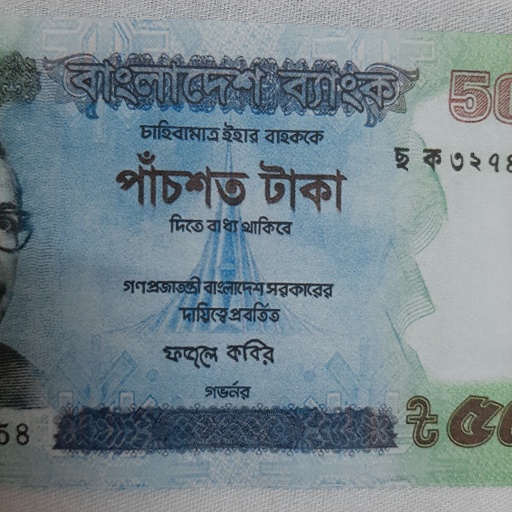 বাংলাদেশ ব্যাংক
50
চাহিবামাত্র ইহার বাহককে
ছ ক ৩২৭৪
পাঁচশত টাকা
দিতে বাধ্য থাকিবে
গণপ্রজাতন্ত্রী বাংলাদেশ সরকারের
দায়িত্বে প্রবর্তিত
ফজলে কবির
গভর্নর
58
৳ ৫০